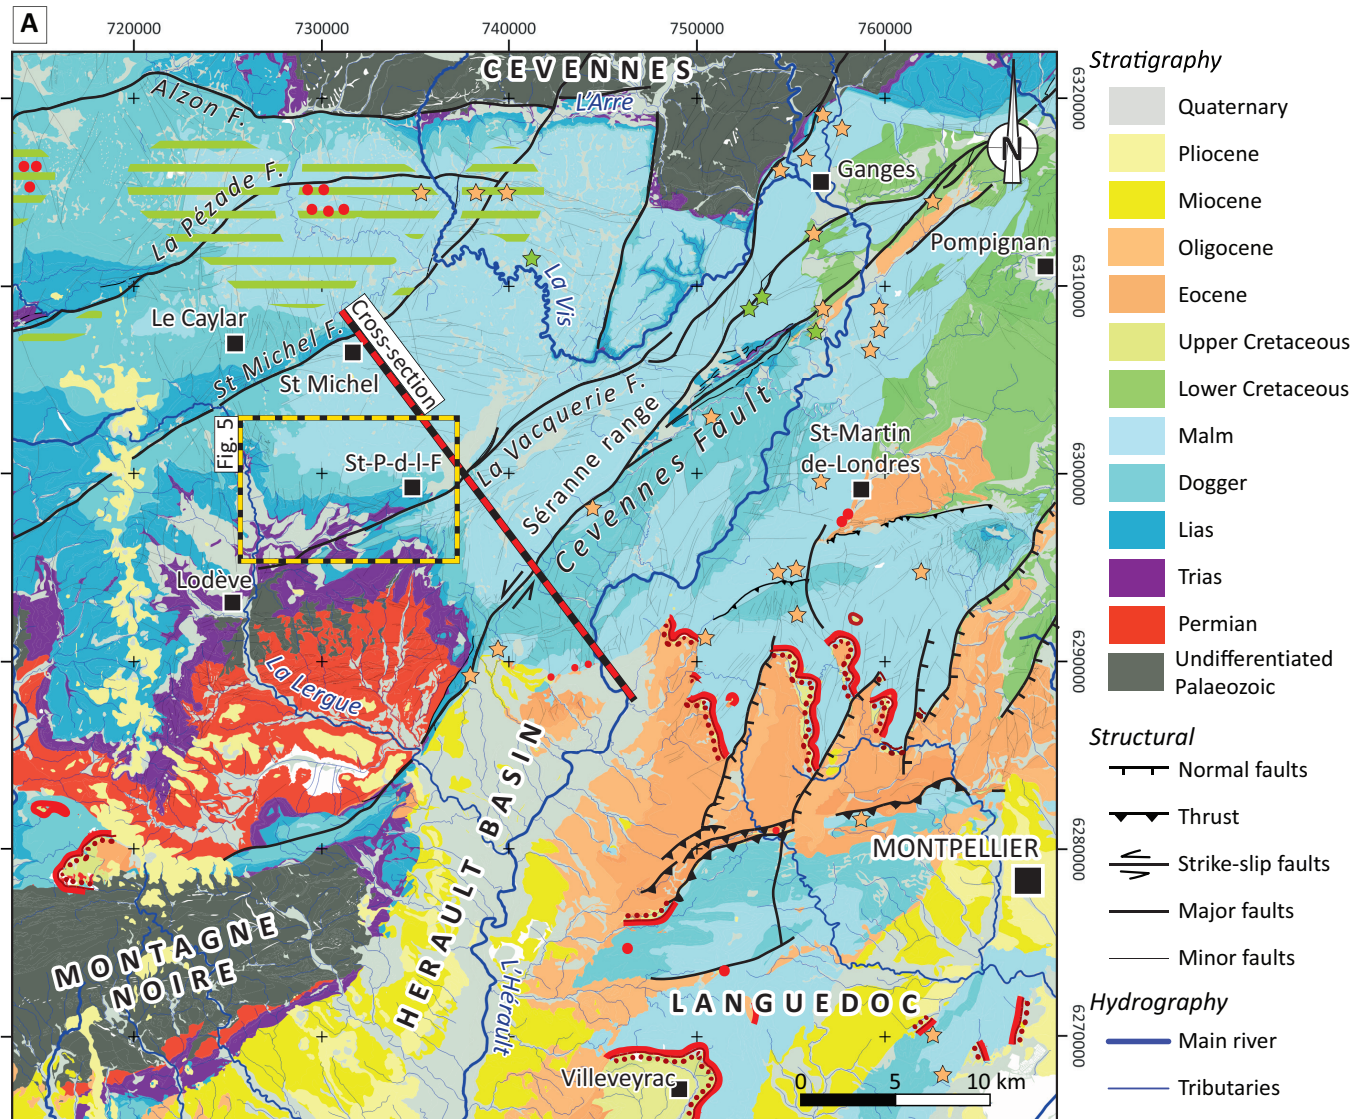 A
720000
730000
740000
750000
760000
CEVENNES
L'Arre
Alzon F.
N
6320000
Ganges
La Pézade F.
Pompignan
La Vis
6310000
Le Caylar
Cross-section
St Michel F.
St Michel
La Vacquerie F.
Séranne range
Cevennes Fault
Fig. 5
St-P-d-l-F
St-Martin
de-Londres
6300000
Lodève
La Lergue
6290000
HERAULT BASIN
MONTPELLIER
6280000
MONTAGNE
NOIRE
L'Hérault
LANGUEDOC
6270000
Villeveyrac
0 5 10 km
Stratigraphy
Quaternary
Pliocene
Miocene
Oligocene
Eocene
Upper Cretaceous
Lower Cretaceous
Malm
Dogger
Lias
Trias
Permian
Undifferentiated
Palaeozoic
Structural
Normal faults
Thrust
Strike-slip faults
Major faults
Minor faults
Hydrography
Main river
Tributaries